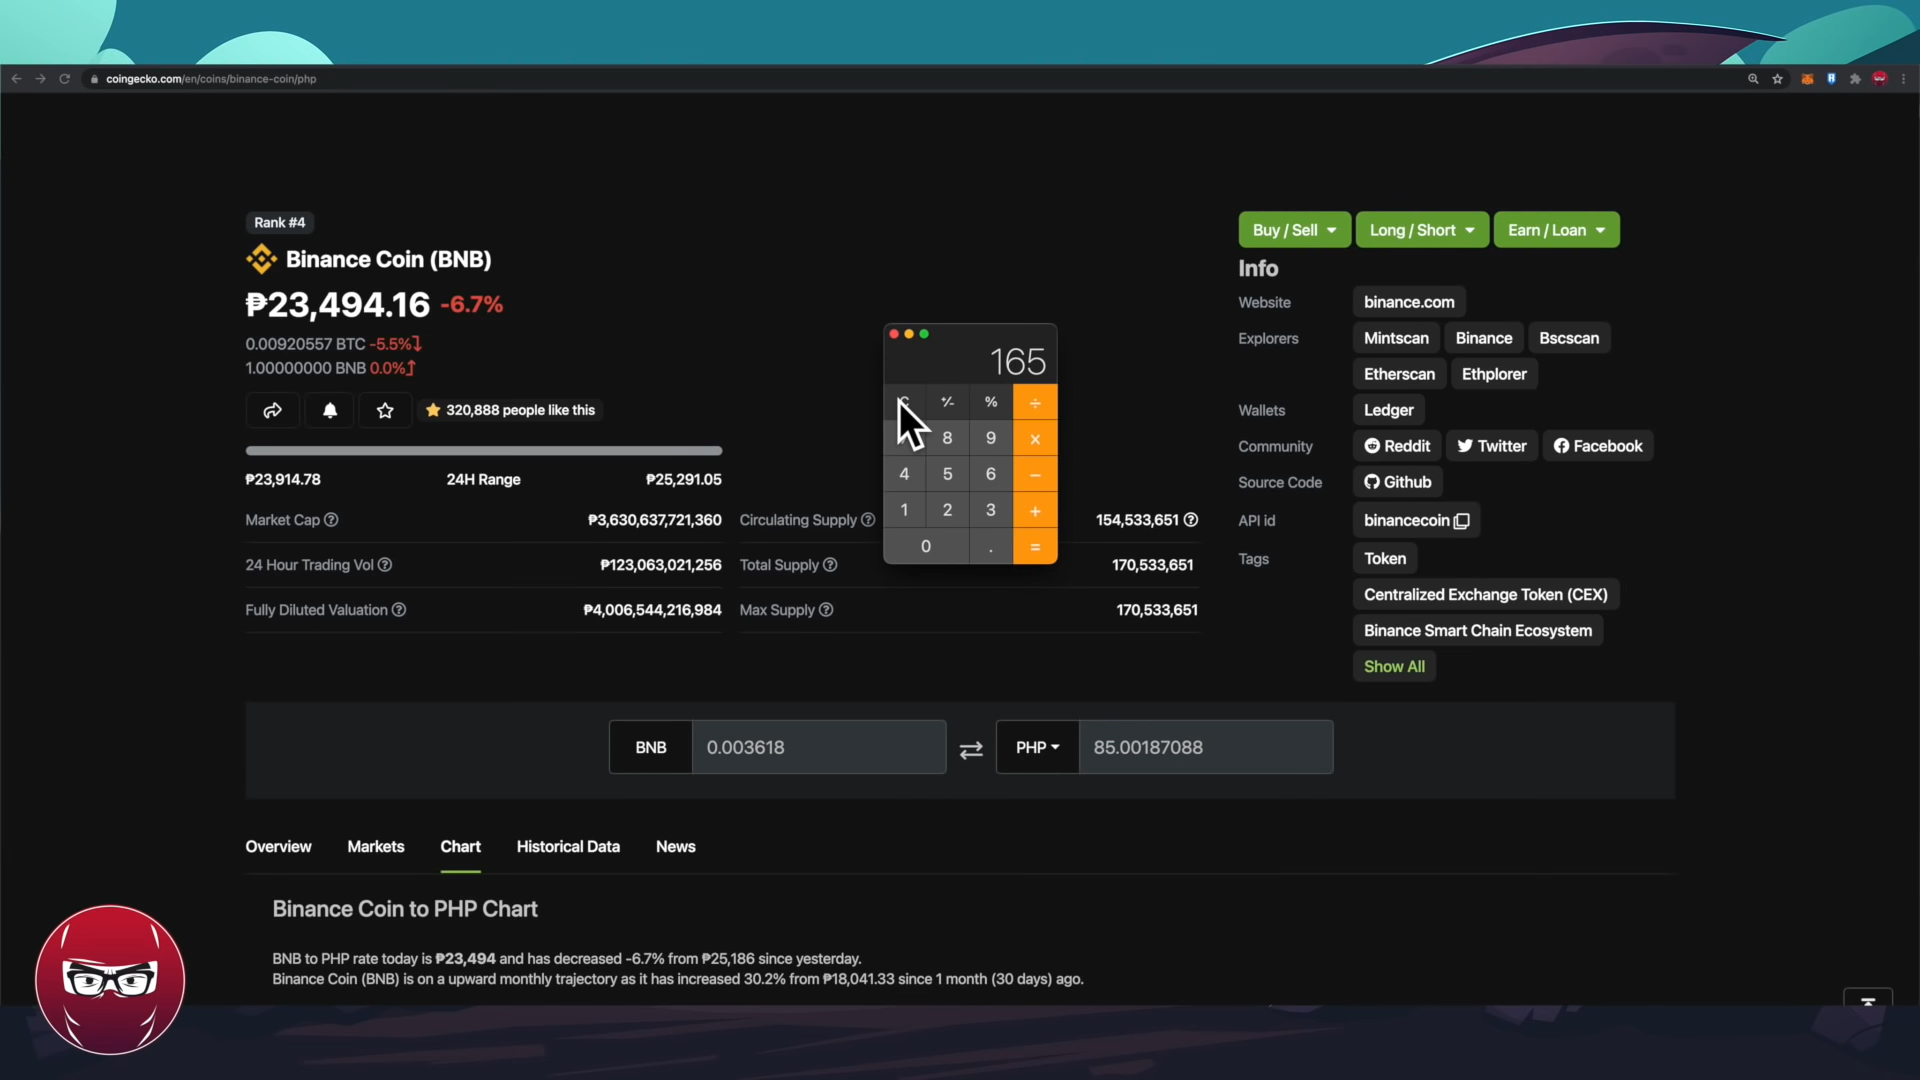 coingecko.com/en/coins/binance-coin/php
Rank #4
Binance Coin (BNB)
₱23,494.16 -6.7%
0.00920557 BTC -5.5%
1.00000000 BNB 0.0%
320,888 people like this
₱23,914.78 24H Range ₱25,291.05
Market Cap ₱3,630,637,721,360
24 Hour Trading Vol ₱123,063,021,256
Fully Diluted Valuation ₱4,006,544,216,984
Circulating Supply 154,533,651
Total Supply 170,533,651
Max Supply 170,533,651
165
+/- % ÷
8 9 x
4 5 6 −
1 2 3 +
0 . =
Buy / Sell Long / Short Earn / Loan
Info
Website binance.com
Explorers Mintscan Binance Bscscan
Etherscan Ethplorer
Wallets Ledger
Community Reddit Twitter Facebook
Source Code Github
API id binancecoin
Tags Token
Centralized Exchange Token (CEX)
Binance Smart Chain Ecosystem
Show All
BNB 0.003618 PHP 85.00187088
Overview Markets Chart Historical Data News
Binance Coin to PHP Chart
BNB to PHP rate today is ₱23,494 and has decreased -6.7% from ₱25,186 since yesterday.
Binance Coin (BNB) is on a upward monthly trajectory as it has increased 30.2% from ₱18,041.33 since 1 month (30 days) ago.